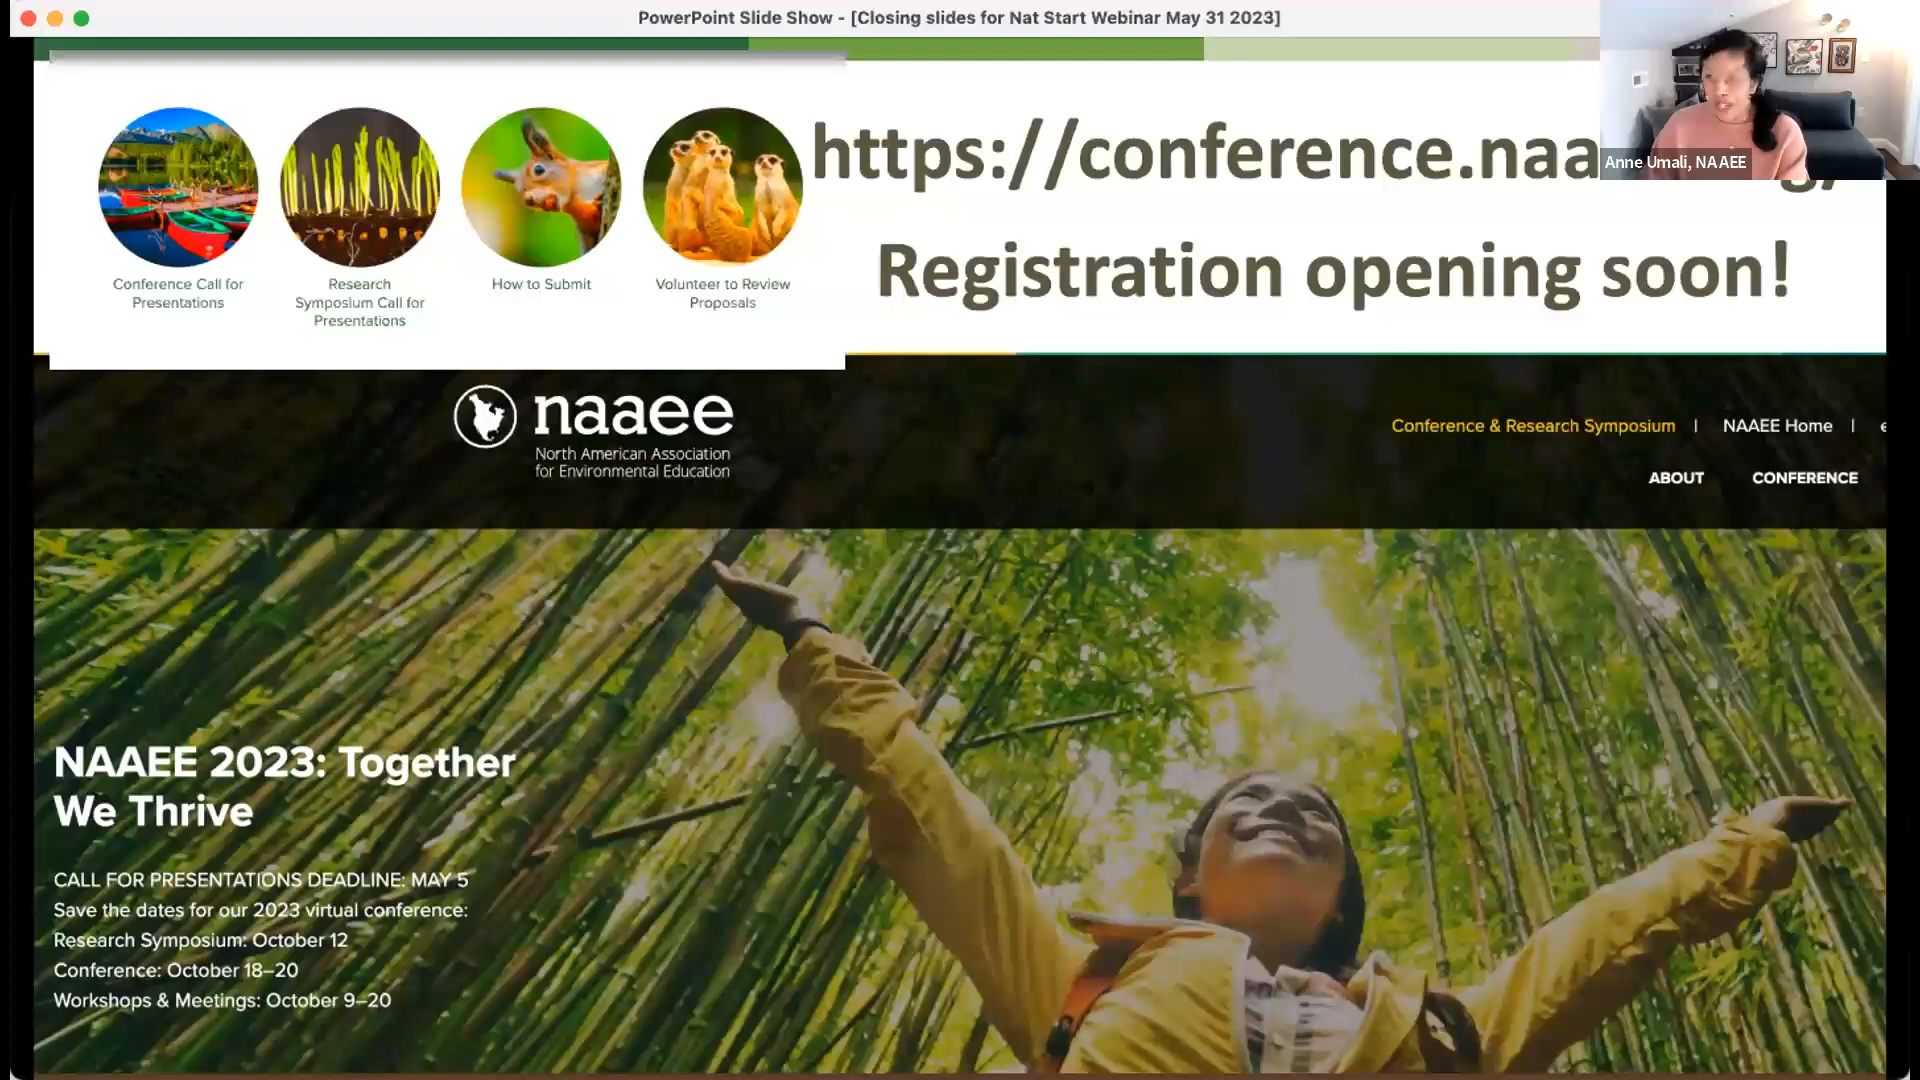 PowerPoint Slide Show - [Closing slides for Nat Start Webinar May 31 2023]
Anne Umali, NAAEE
https://conference.naa
Registration opening soon!
Conference Call for
Presentations
Research
Symposium Call for
Presentations
How to Submit
Volunteer to Review
Proposals
naaee
North American Association
for Environmental Education
Conference & Research Symposium | NAAEE Home |
ABOUT CONFERENCE
NAAEE 2023: Together
We Thrive
CALL FOR PRESENTATIONS DEADLINE: MAY 5
Save the dates for our 2023 virtual conference:
Research Symposium: October 12
Conference: October 18–20
Workshops & Meetings: October 9–20